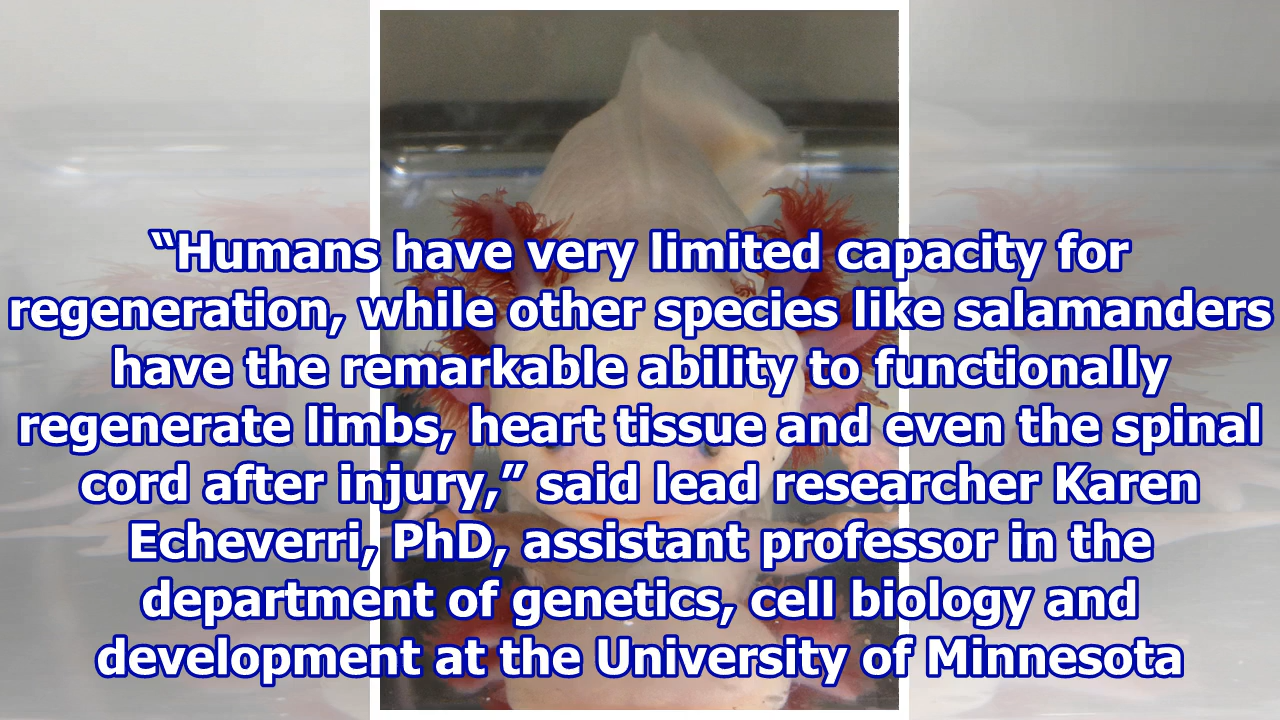 “Humans have very limited capacity for
regeneration, while other species like salamanders
have the remarkable ability to functionally
regenerate limbs, heart tissue and even the spinal
cord after injury,” said lead researcher Karen
Echeverri, PhD, assistant professor in the
department of genetics, cell biology and
development at the University of Minnesota